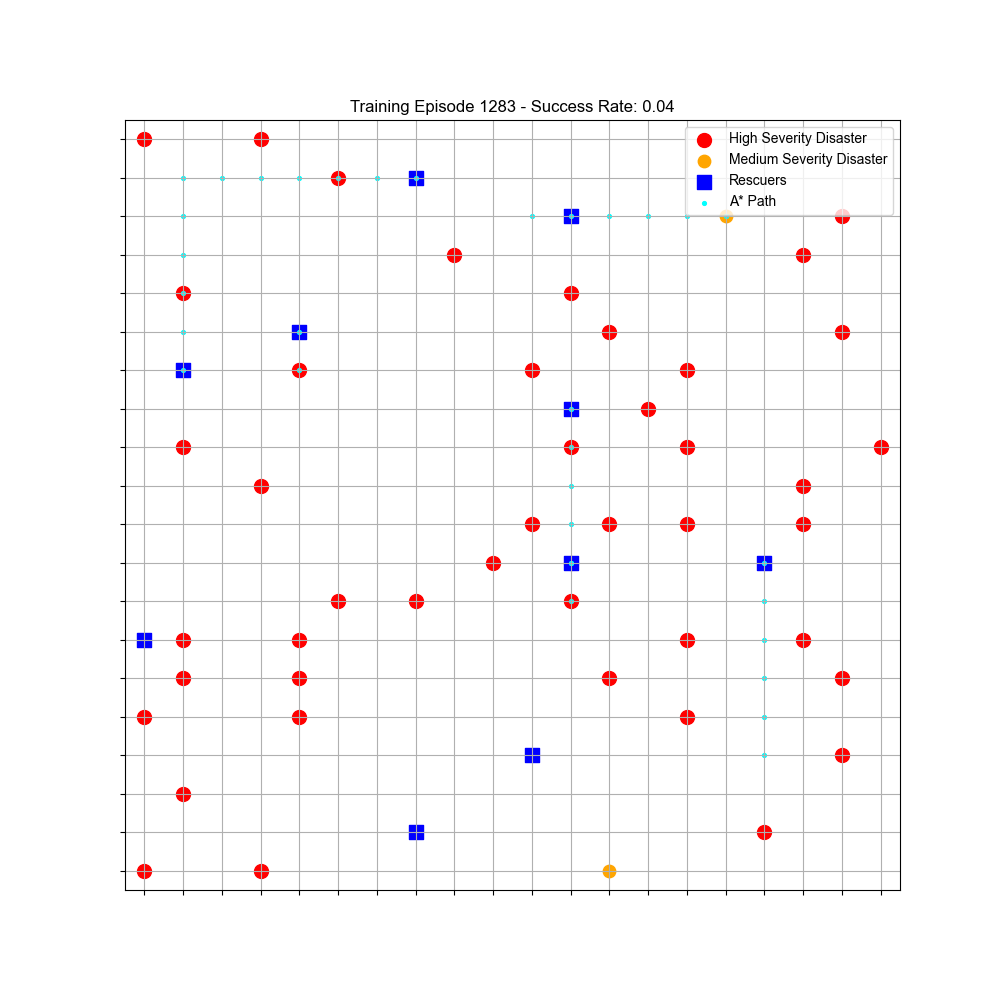 Training Episode 1283 - Success Rate: 0.04
High Severity Disaster
Medium Severity Disaster
Rescuers
A* Path